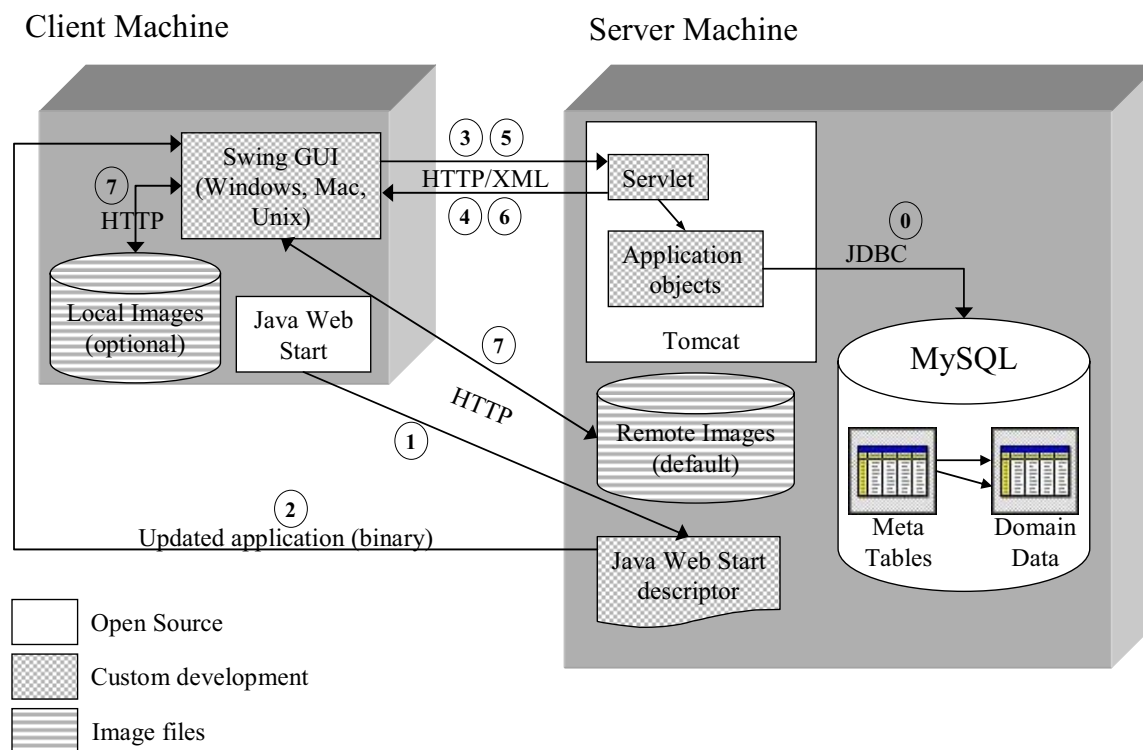 Client Machine
Server Machine
Swing GUI
(Windows, Mac,
Unix)
7
HTTP
Local Images
(optional)
Java Web
Start
3 5
HTTP/XML
4 6
Servlet
Application
objects
Tomcat
0
JDBC
MySQL
Meta
Tables
Domain
Data
7
HTTP
Remote Images
(default)
1
2
Updated application (binary)
Java Web Start
descriptor
Open Source
Custom development
Image files